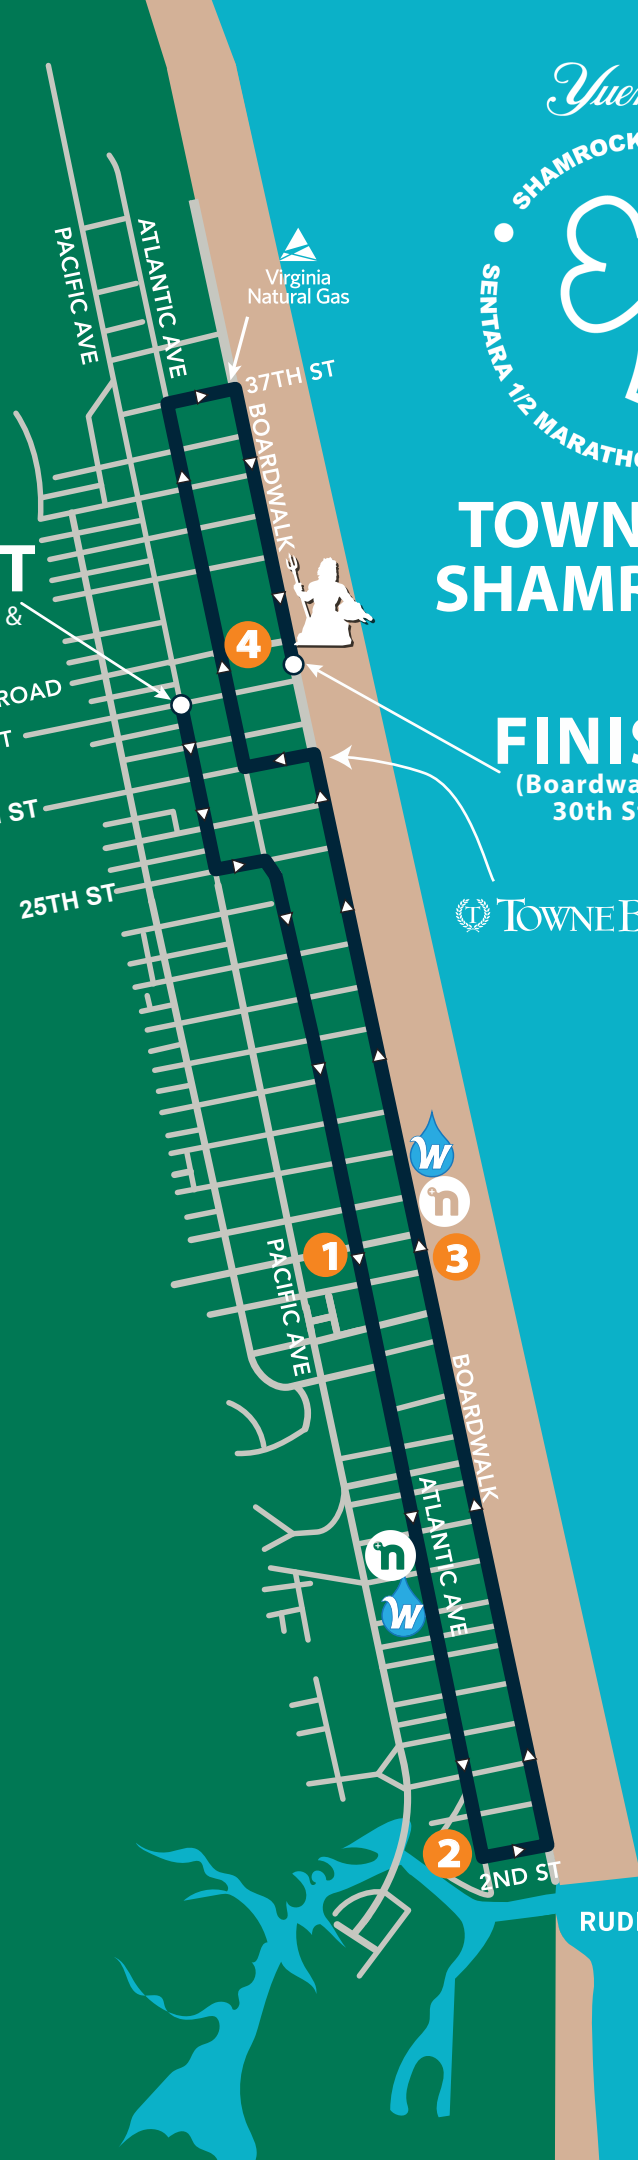 Yuen
SHAMROCK
SENTARA 1/2 MARATHO
PACIFIC AVE
ATLANTIC AVE
Virginia
Natural Gas
37TH ST
BOARDWALK
TOWN
SHAMR
T
&
4
ROAD
T
FINIS
(Boardwa
30th S
ST
25TH ST
T TOWNE B
W
n
1
3
PACIFIC AVE
BOARDWALK
ATLANTIC AVE
n
W
2
2ND ST
RUD